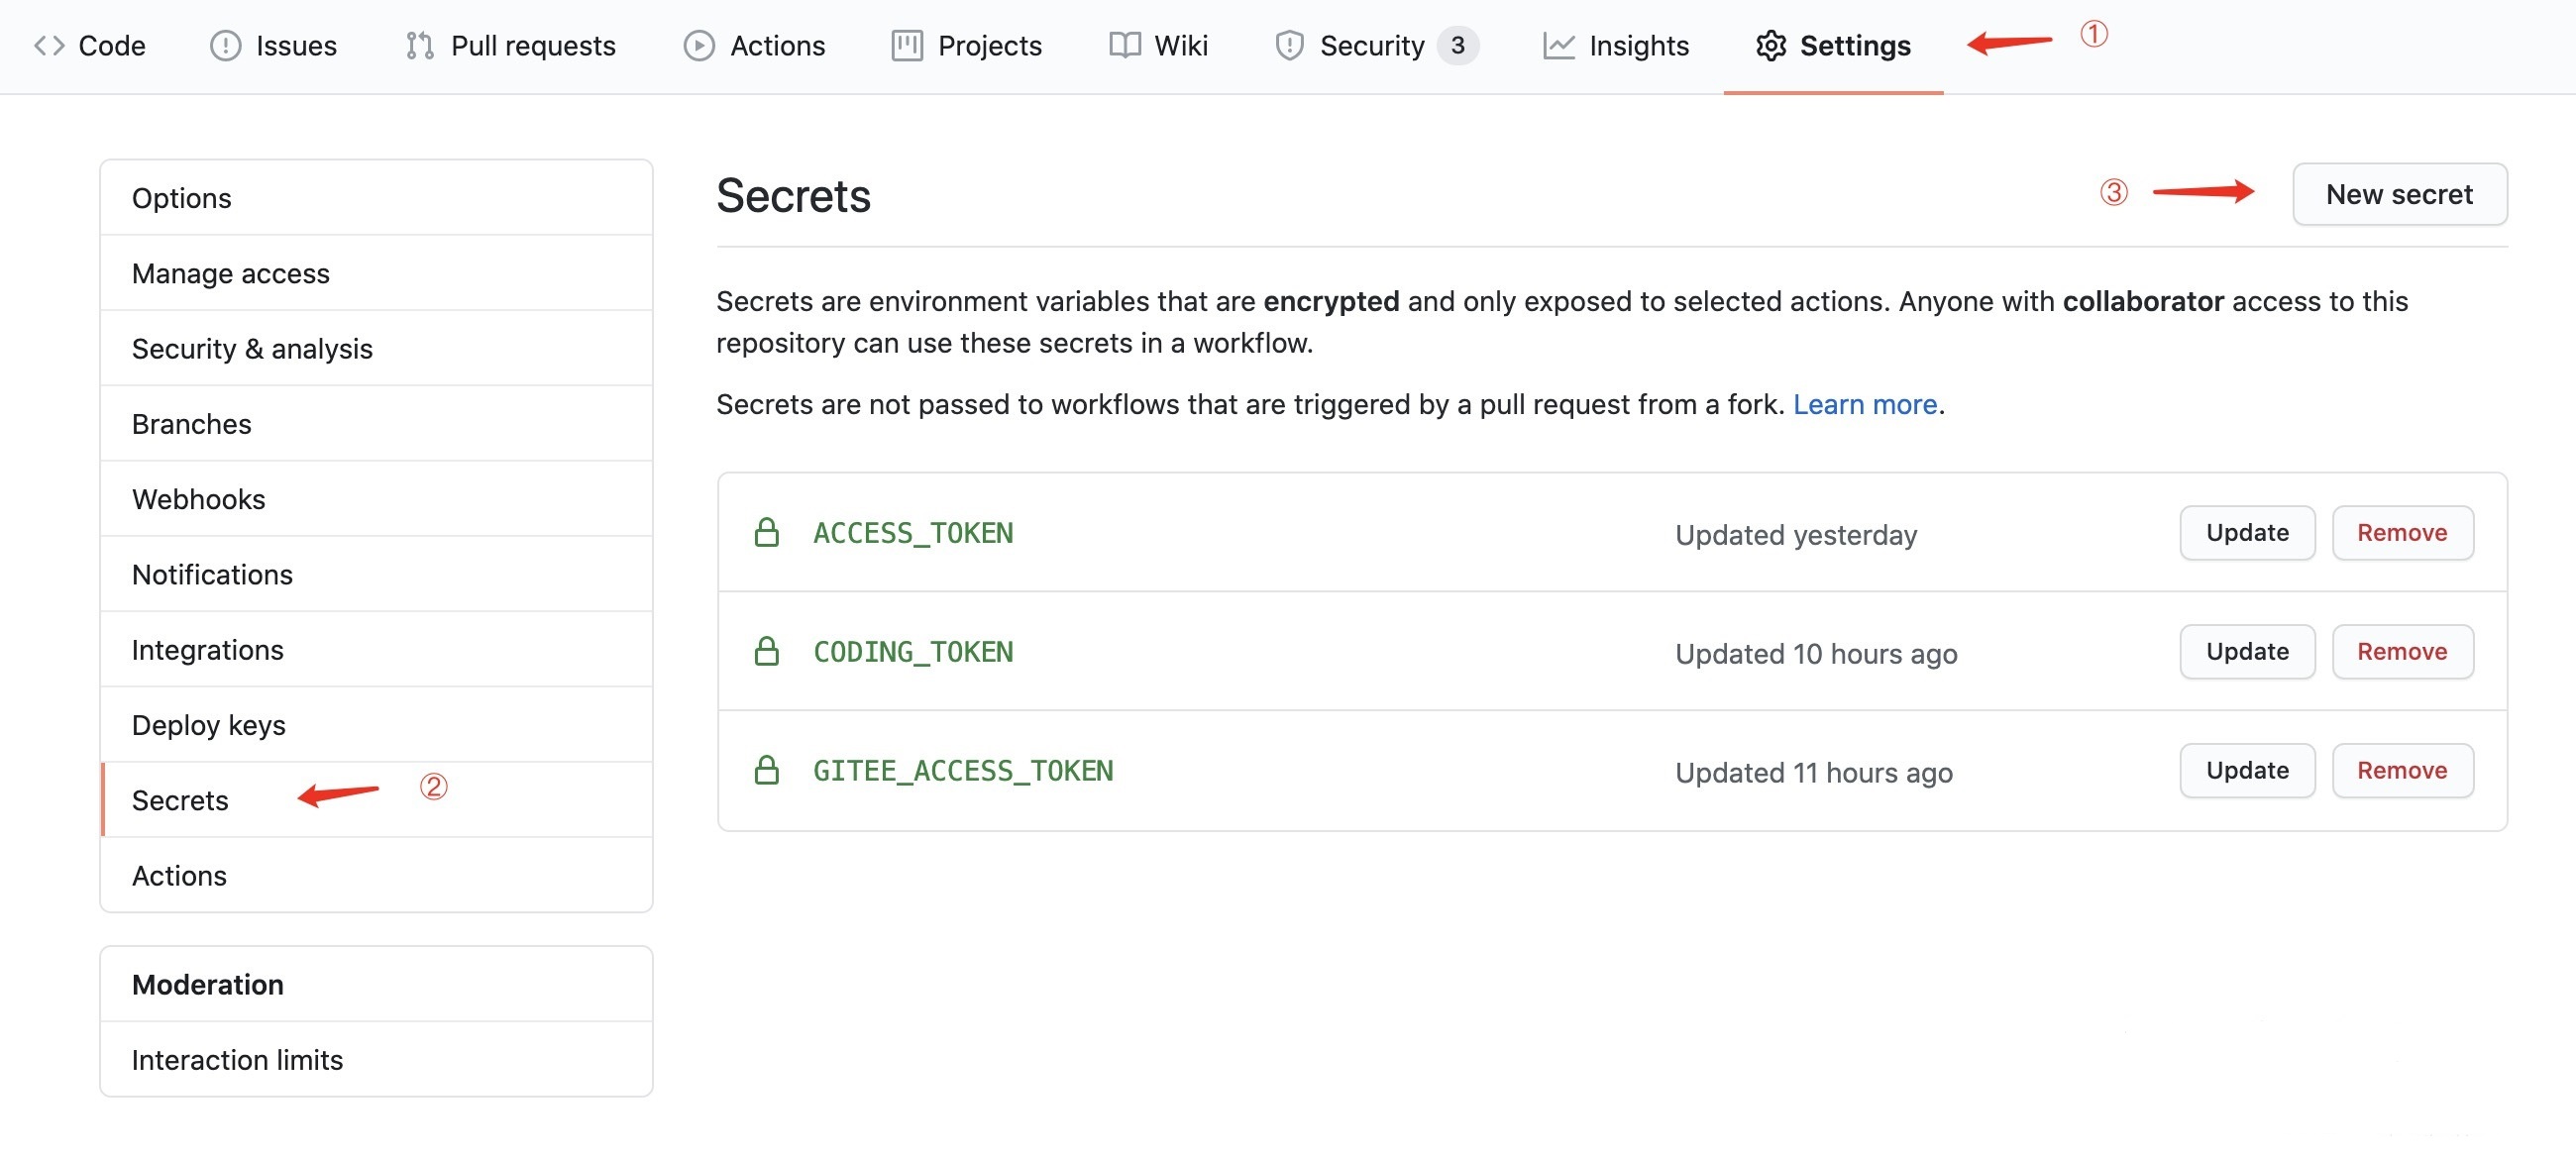 Code Issues Pull requests Actions Projects Wiki Security 3 Insights Settings ①
Options
Manage access
Security & analysis
Branches
Webhooks
Notifications
Integrations
Deploy keys
Secrets ②
Actions
Moderation
Interaction limits
Secrets ③ New secret
Secrets are environment variables that are encrypted and only exposed to selected actions. Anyone with collaborator access to this
repository can use these secrets in a workflow.
Secrets are not passed to workflows that are triggered by a pull request from a fork. Learn more.
ACCESS_TOKEN Updated yesterday Update Remove
CODING_TOKEN Updated 10 hours ago Update Remove
GITEE_ACCESS_TOKEN Updated 11 hours ago Update Remove